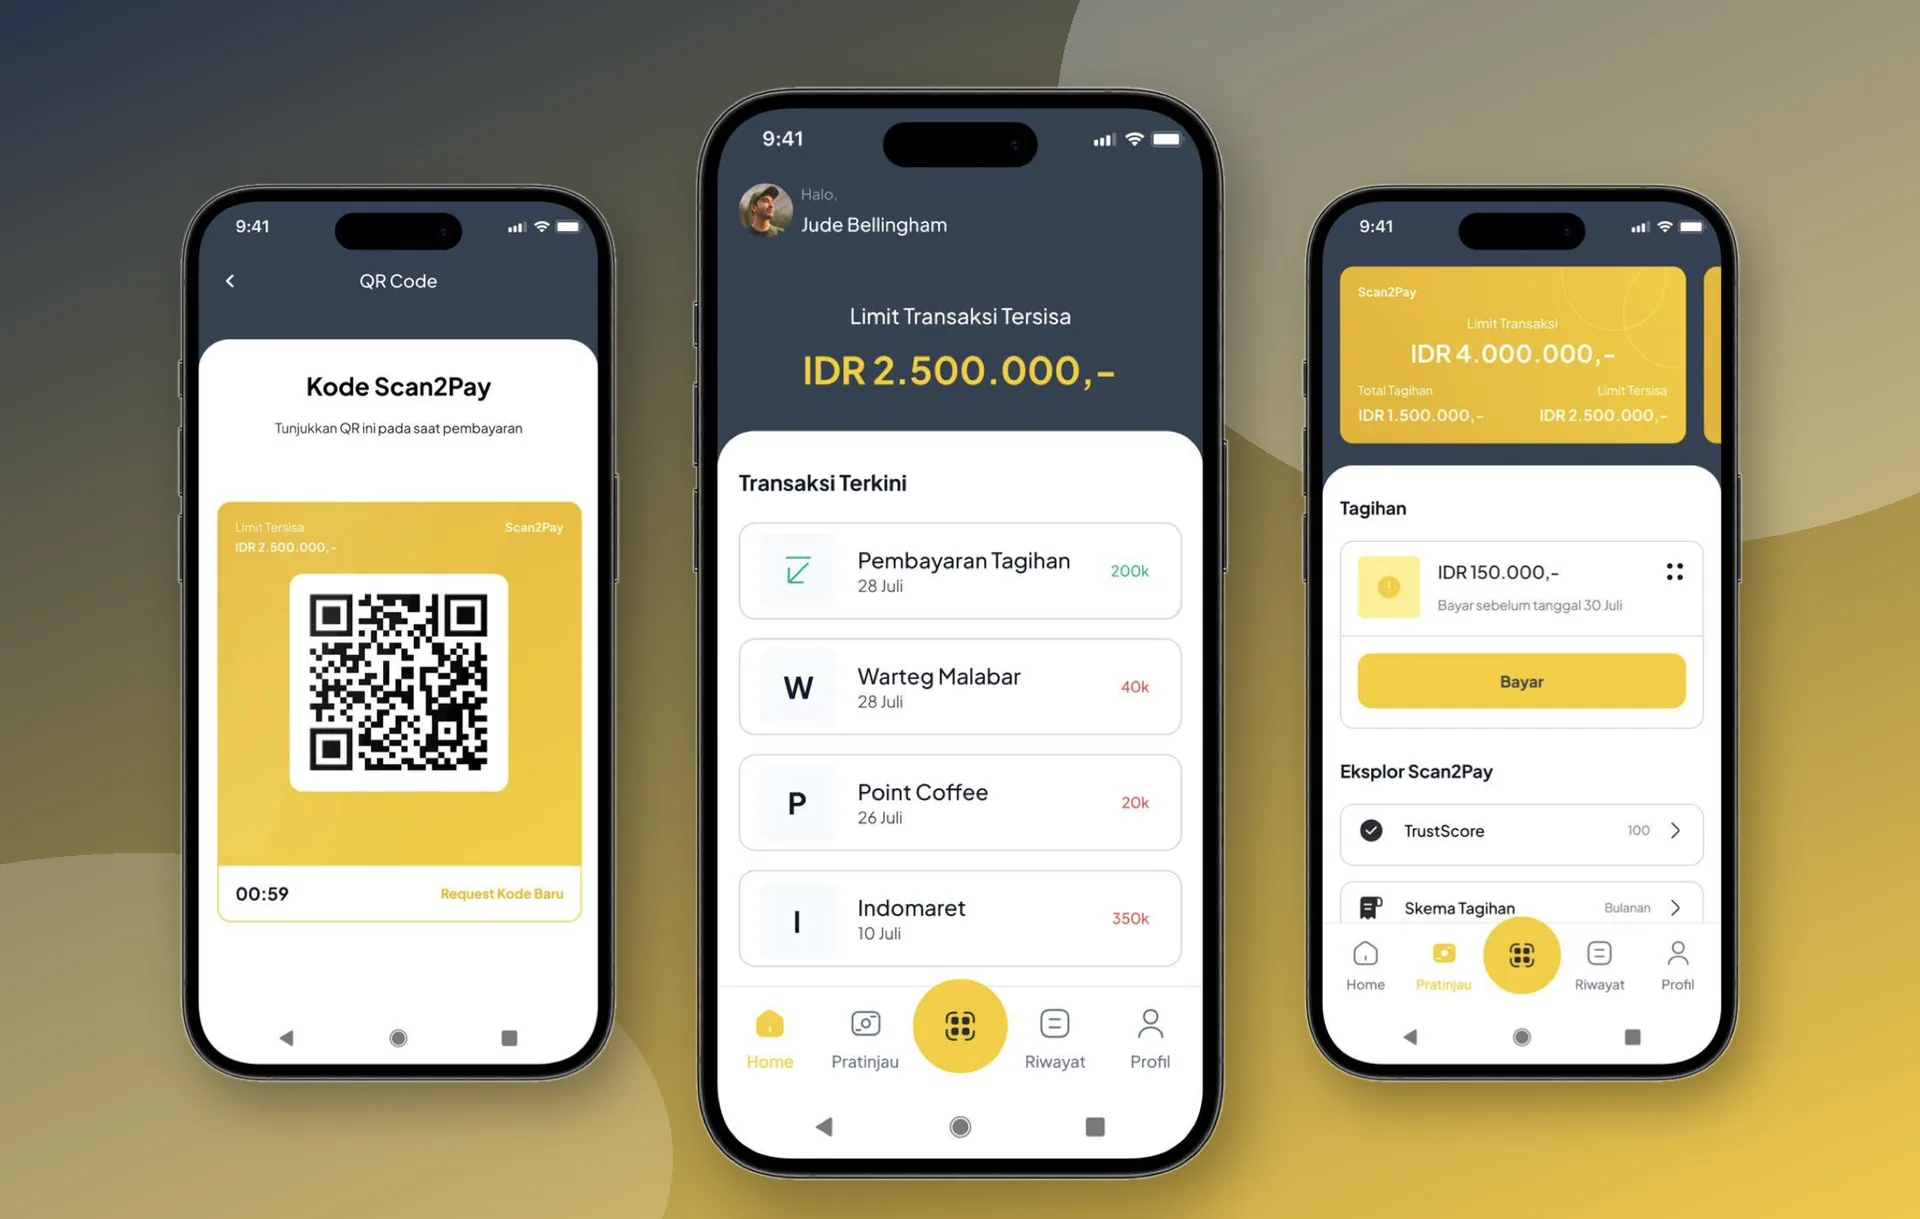 9:41
QR Code
Kode Scan2Pay
Tunjukkan QR ini pada saat pembayaran
Limit Tersisa
Scan2Pay
IDR 2.500.000,-
00:59
Request Kode Baru
9:41
Halo,
Jude Bellingham
Limit Transaksi Tersisa
IDR 2.500.000,-
Transaksi Terkini
Pembayaran Tagihan
28 Juli
200k
W
Warteg Malabar
28 Juli
40k
P
Point Coffee
26 Juli
20k
I
Indomaret
10 Juli
350k
Home
Pratinjau
Riwayat
Profil
9:41
Scan2Pay
Limit Transaksi
IDR 4.000.000,-
Total Tagihan
Limit Tersisa
IDR 1.500.000,-
IDR 2.500.000,-
Tagihan
IDR 150.000,-
Bayar sebelum tanggal 30 Juli
Bayar
Eksplor Scan2Pay
TrustScore
100
Skema Tagihan
Bulanan
Home
Pratinjau
Riwayat
Profil